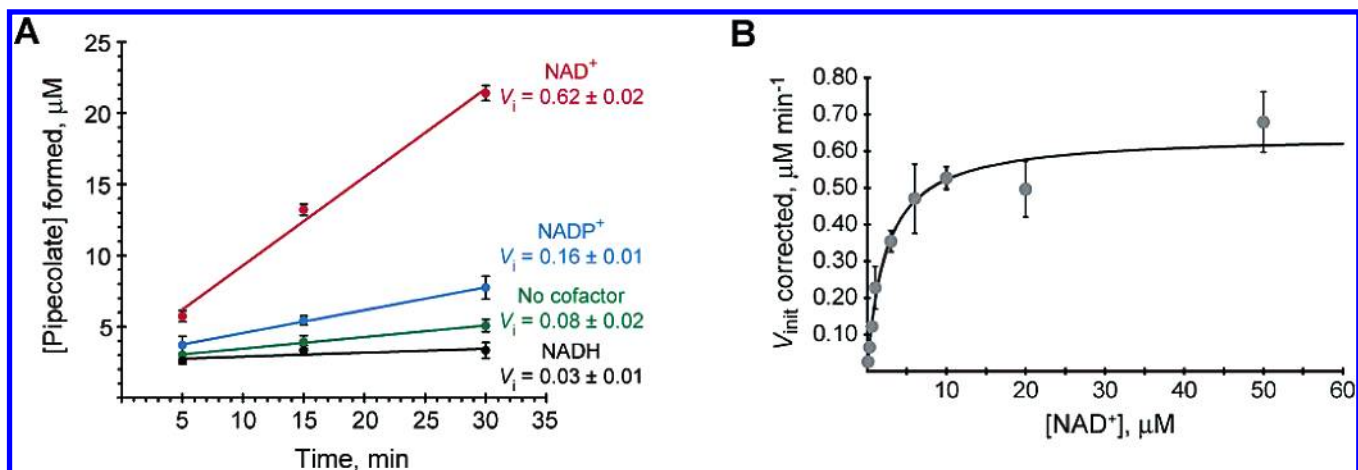 A
[Pipecolate] formed, μM
25
20
15
10
5
5 10 15 20 25 30 35
Time, min
NAD+
Vi = 0.62 ± 0.02
NADP+
Vi = 0.16 ± 0.01
No cofactor
Vi = 0.08 ± 0.02
NADH
Vi = 0.03 ± 0.01
B
Vinit corrected, μM min-1
0.80
0.70
0.60
0.50
0.40
0.30
0.20
0.10
10 20 30 40 50 60
[NAD+], μM